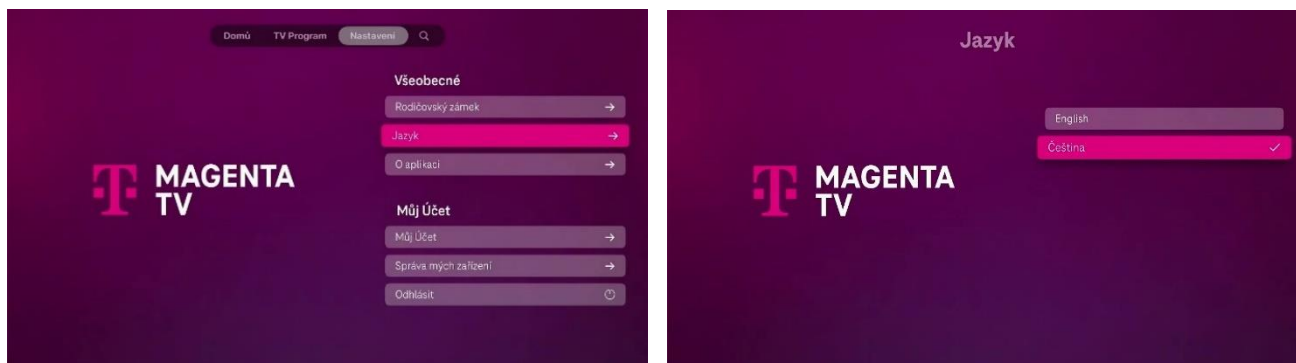 Domů TV Program Nastavení
Všeobecné
Rodičovský zámek
Jazyk
O aplikaci
Můj Účet
Můj Účet
Správa mých zařízení
Odhlásit
T MAGENTA
TV
Jazyk
English
Čeština
T MAGENTA
TV